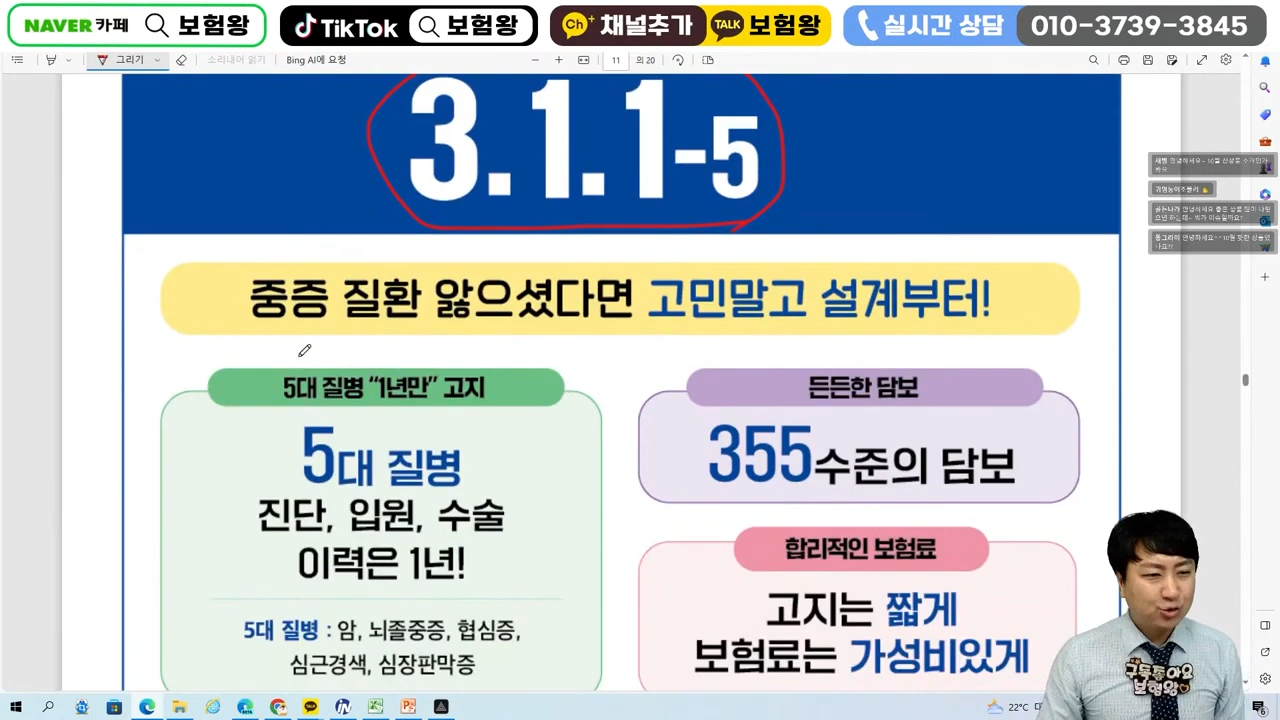 NAVER 카페 보험왕 TikTok 보험왕 Ch+ 채널추가 TALK 보험왕 실시간 상담 010-3739-3845
그리기 소리내어 읽기 Bing AI에 요청 11 의 20
3.1.1-5
중증 질환 앓으셨다면 고민말고 설계부터!
5대 질병 “1년만” 고지
5대 질병
진단, 입원, 수술
이력은 1년!
5대 질병 : 암, 뇌졸중증, 협심증,
심근경색, 심장판막증
든든한 담보
355수준의 담보
합리적인 보험료
고지는 짧게
보험료는 가성비있게
구독좋아요
보험왕
22℃